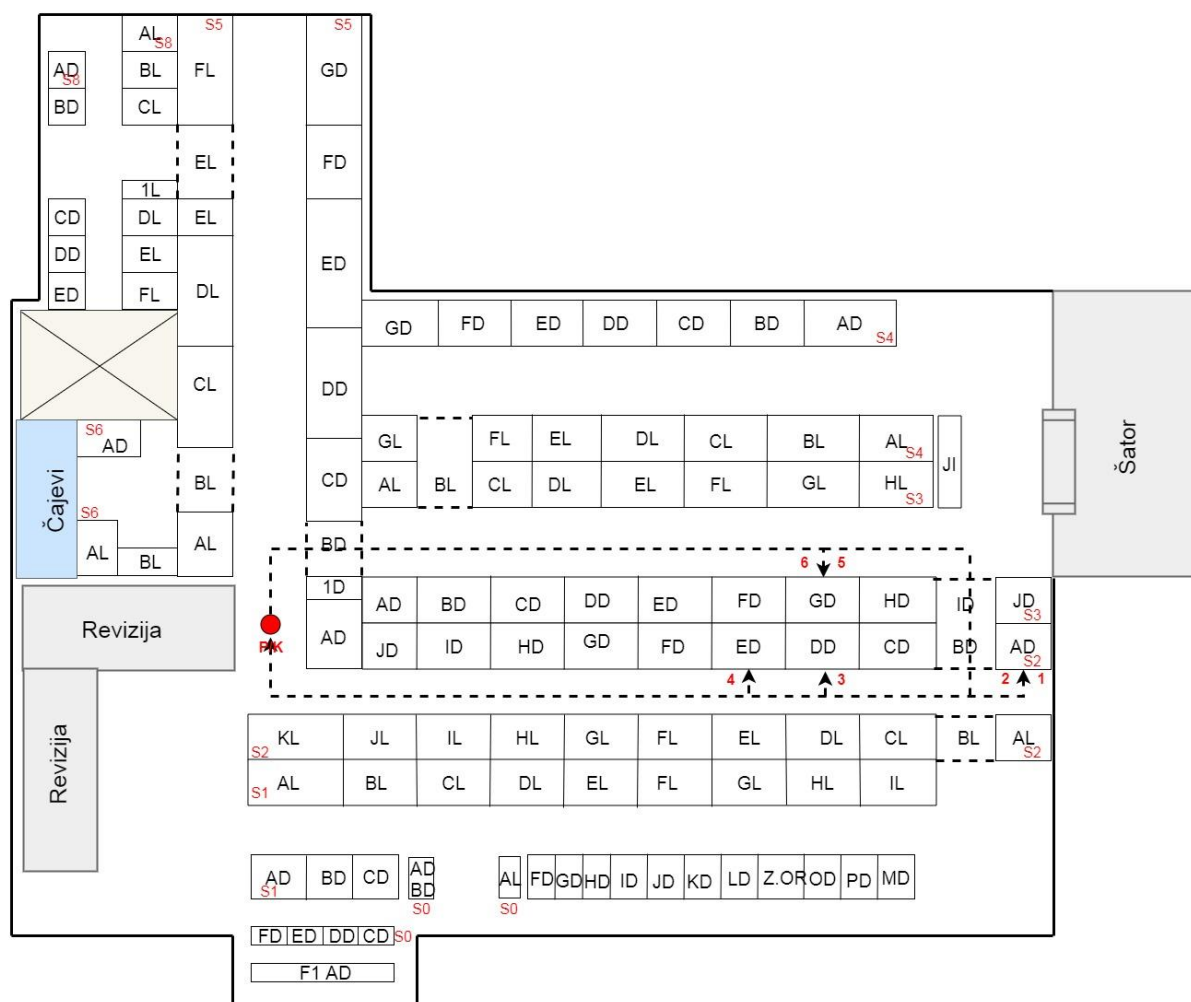 S5 S5
AL S8
AD S8 BL FL GD
BD CL
EL FD
1L
CD DL EL
DD EL ED
ED FL DL
GD FD ED DD CD BD AD S4
CL DD
S6 AD
GL FL EL DL CL BL AL S4
JI
Šator
BL CD AL BL CL DL EL FL GL HL S3
Čajevi
S6
AL BL AL BD
6 5
1D
AD BD CD DD ED FD GD HD ID JD S3
Revizija
P/K
AD JD ID HD GD FD ED DD CD BD AD S2
4 3 2 1
S2 KL JL IL HL GL FL EL DL CL BL AL S2
Revizija
S1 AL BL CL DL EL FL GL HL IL
AD S1 BD CD AD BD S0 AL S0 FD GD HD ID JD KD LD Z.OR OD PD MD
FD ED DD CD S0
F1 AD